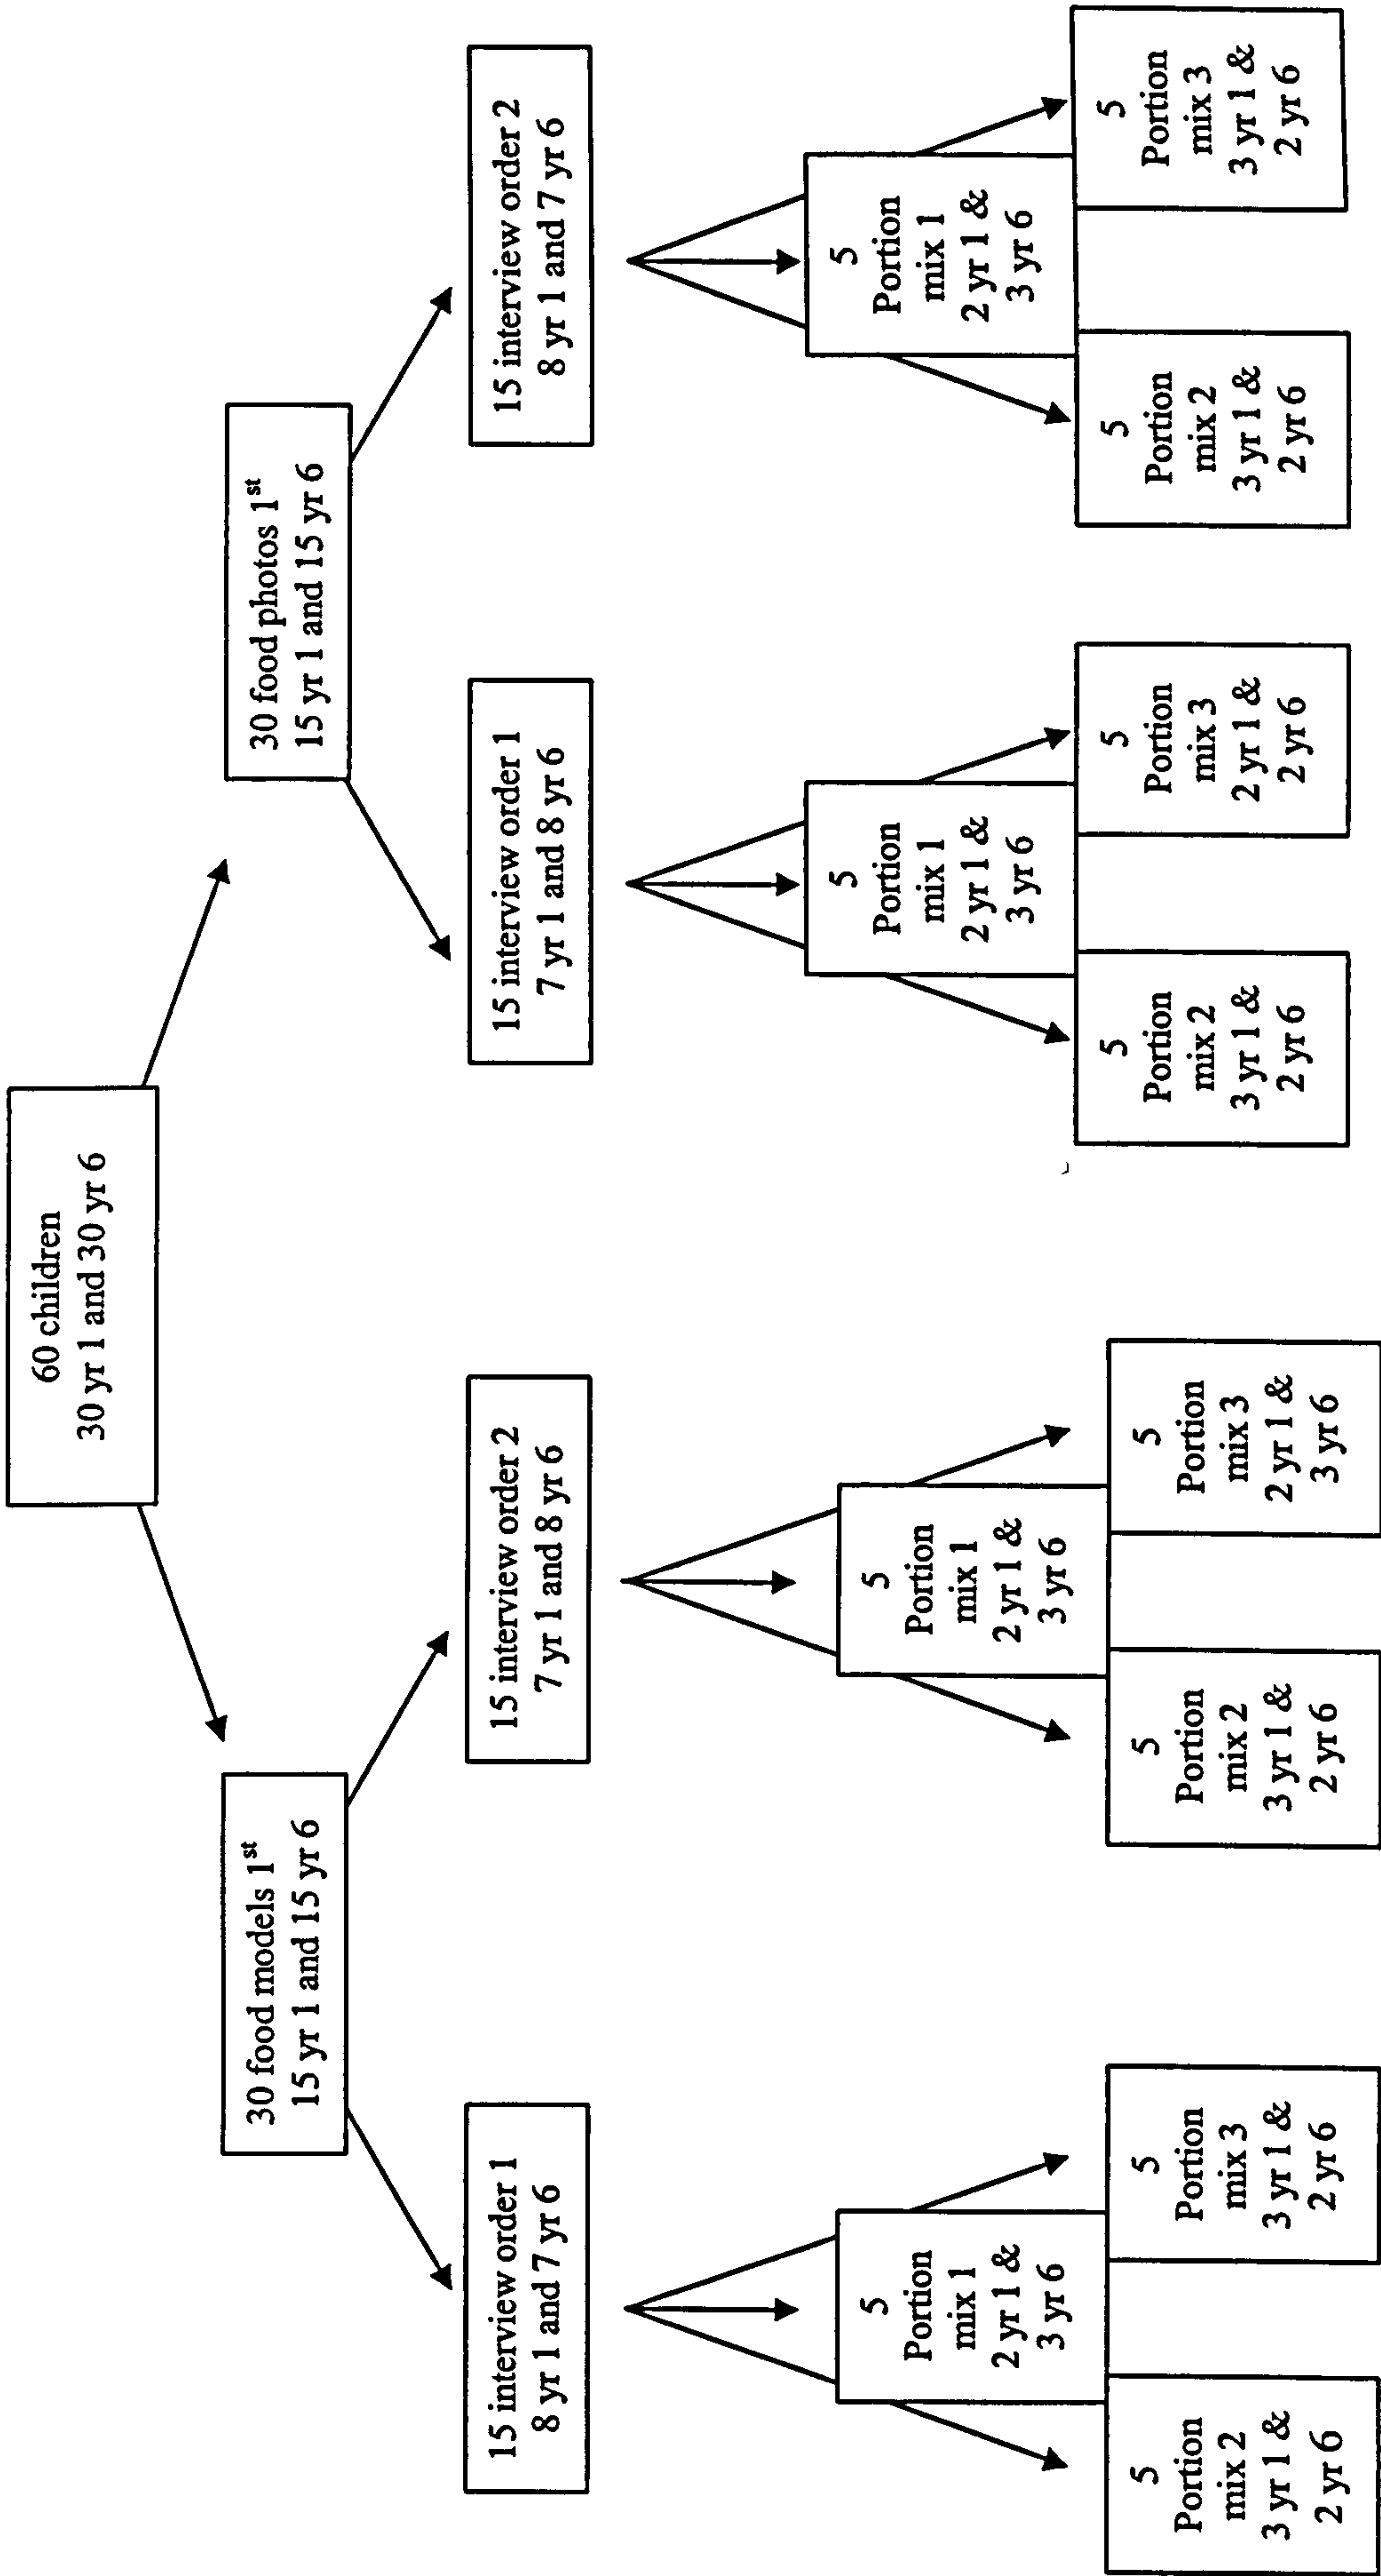 60 children
30 yr 1 and 30 yr 6
30 food models 1st
15 yr 1 and 15 yr 6
30 food photos 1st
15 yr 1 and 15 yr 6
15 interview order 1
8 yr 1 and 7 yr 6
15 interview order 2
7 yr 1 and 8 yr 6
15 interview order 1
7 yr 1 and 8 yr 6
15 interview order 2
8 yr 1 and 7 yr 6
5
Portion
mix 2
3 yr 1 &
2 yr 6
5
Portion
mix 1
2 yr 1 &
3 yr 6
5
Portion
mix 3
3 yr 1 &
2 yr 6
5
Portion
mix 2
3 yr 1 &
2 yr 6
5
Portion
mix 1
2 yr 1 &
3 yr 6
5
Portion
mix 3
2 yr 1 &
3 yr 6
5
Portion
mix 2
3 yr 1 &
2 yr 6
5
Portion
mix 1
2 yr 1 &
3 yr 6
5
Portion
mix 3
2 yr 1 &
2 yr 6
5
Portion
mix 2
3 yr 1 &
2 yr 6
5
Portion
mix 1
2 yr 1 &
3 yr 6
5
Portion
mix 3
3 yr 1 &
2 yr 6